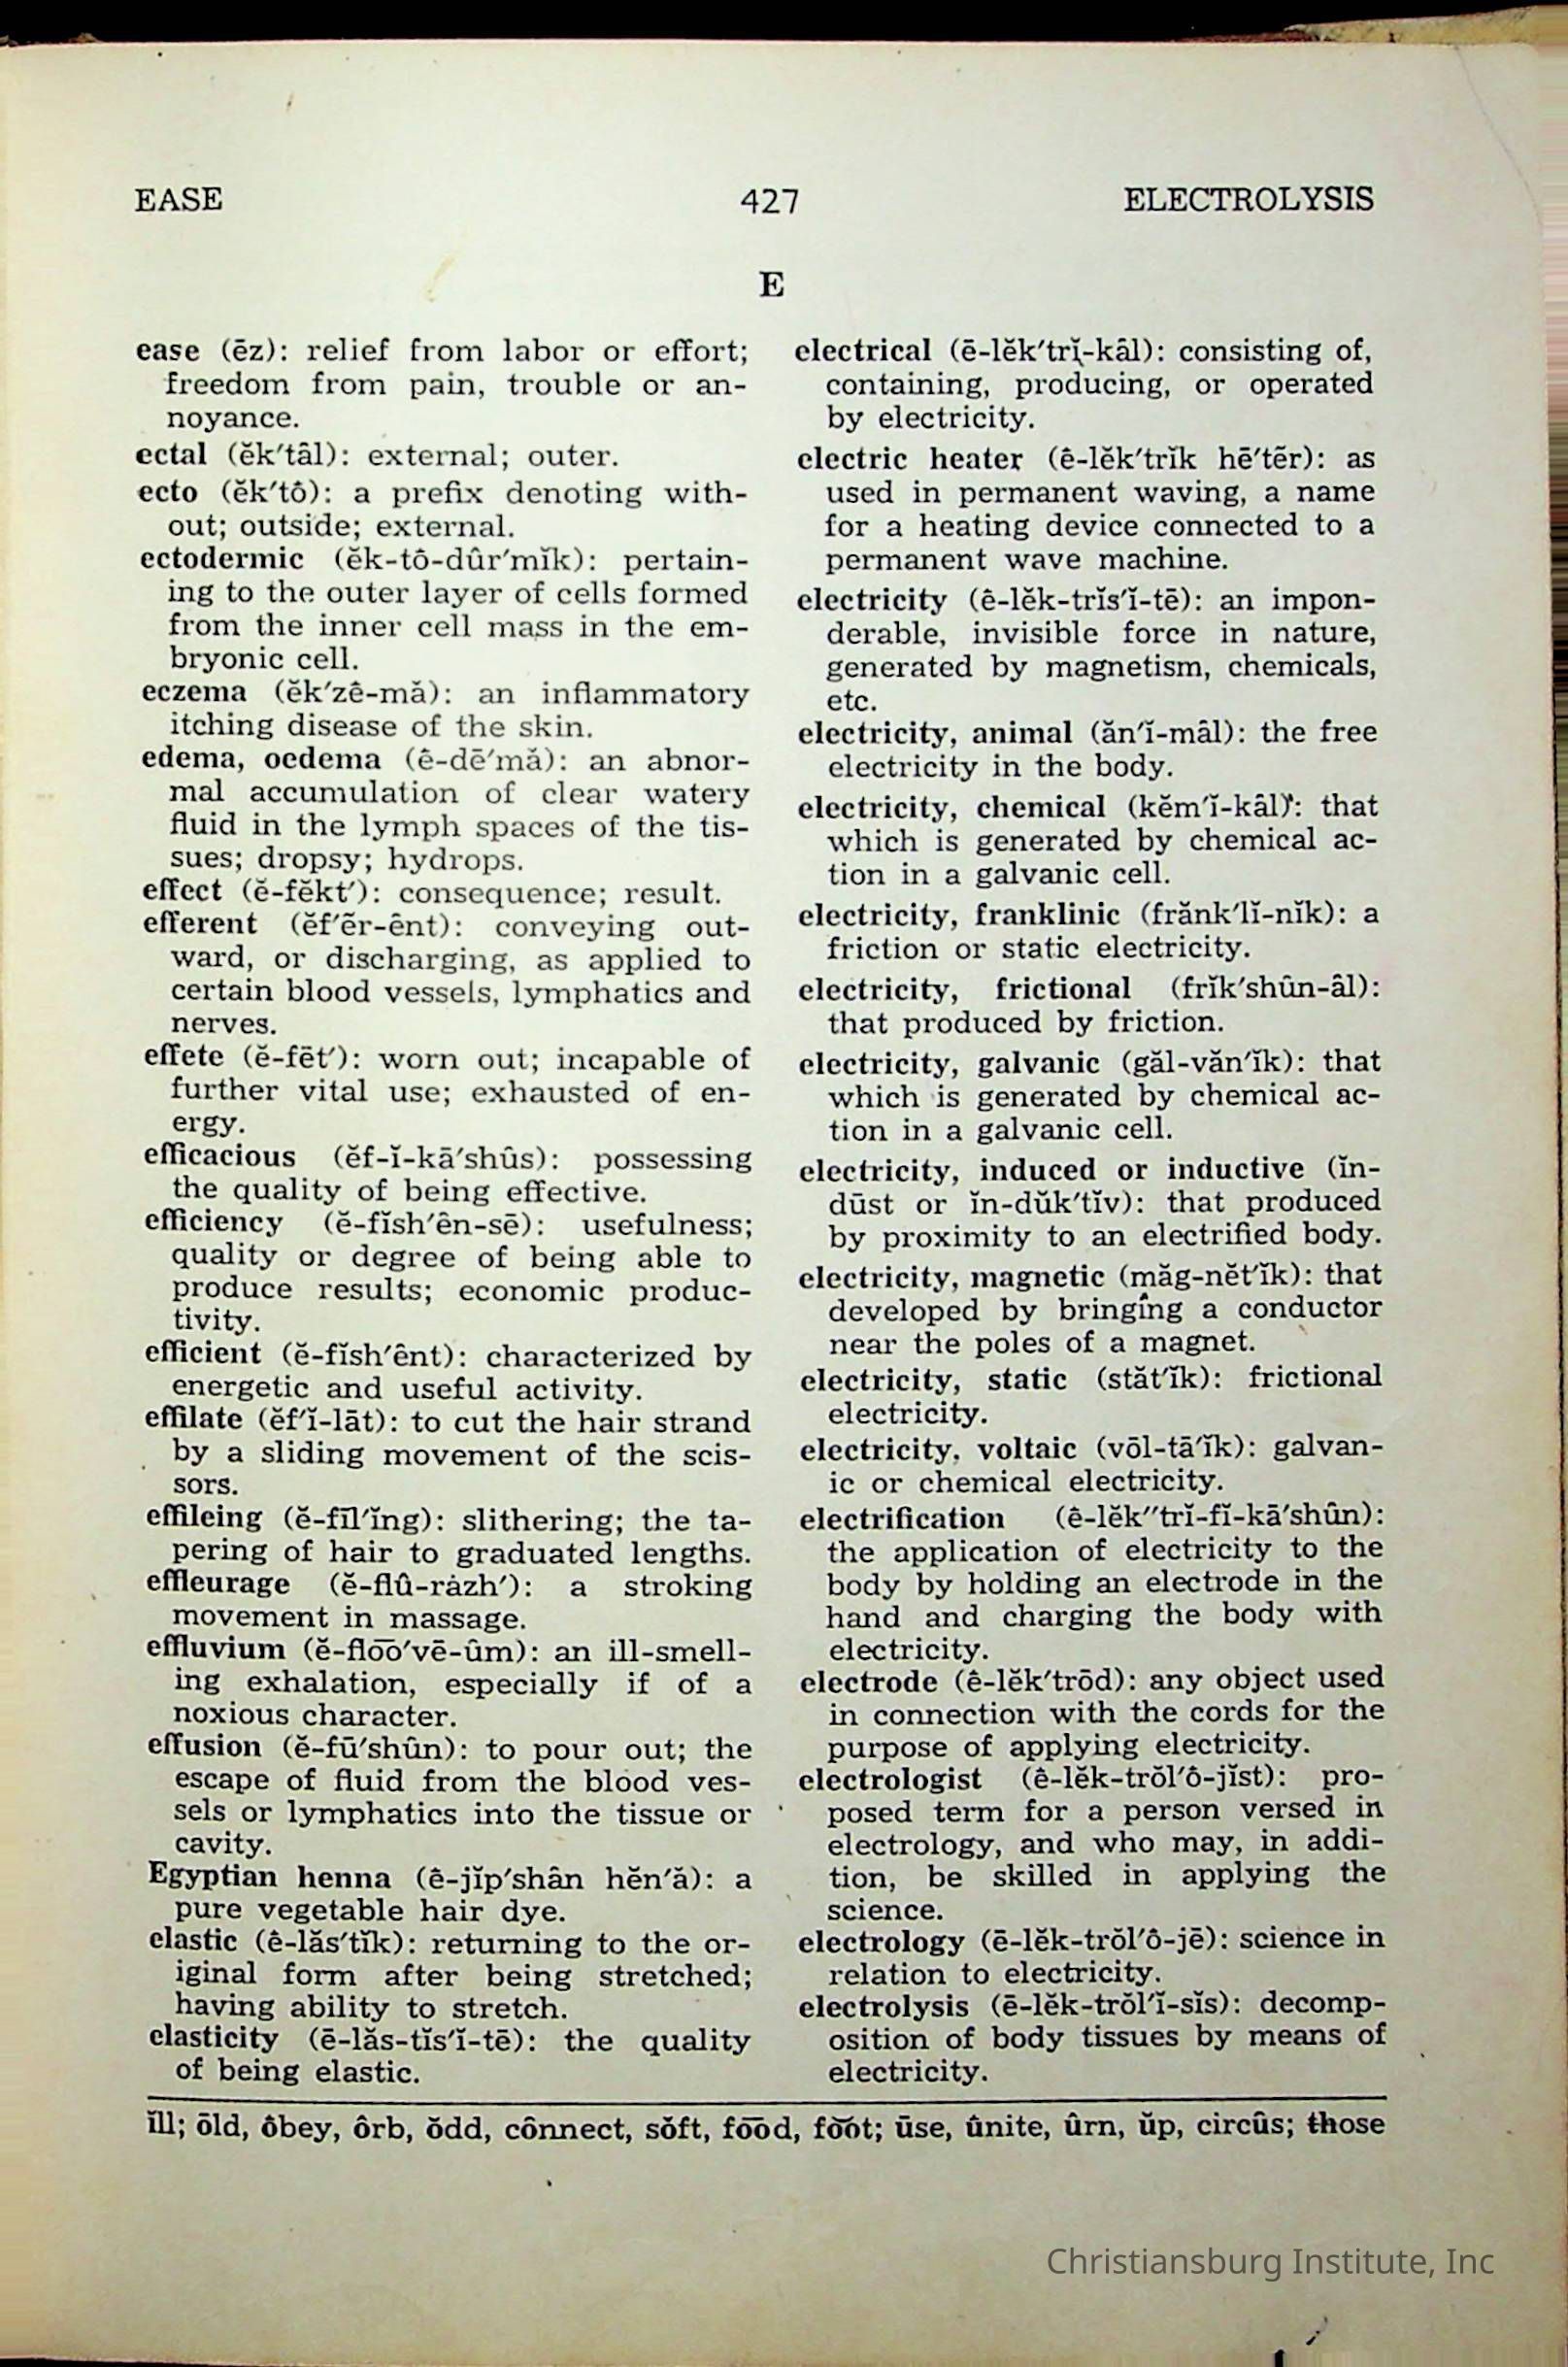 EASE 427 ELECTROLYSIS
E
ease (ēz): relief from labor or effort;
freedom from pain, trouble or an-
noyance.
ectal (ĕk′tâl): external; outer.
ecto (ĕk′tô): a prefix denoting with-
out; outside; external.
ectodermic (ĕk-tô-dûr′mĭk): pertain-
ing to the outer layer of cells formed
from the inner cell mass in the em-
bryonic cell.
eczema (ĕk′zê-mă): an inflammatory
itching disease of the skin.
edema, oedema (ê-dē′mă): an abnor-
mal accumulation of clear watery
fluid in the lymph spaces of the tis-
sues; dropsy; hydrops.
effect (ĕ-fĕkt′): consequence; result.
efferent (ĕf′ẽr-ênt): conveying out-
ward, or discharging, as applied to
certain blood vessels, lymphatics and
nerves.
effete (ĕ-fēt′): worn out; incapable of
further vital use; exhausted of en-
ergy.
efficacious (ĕf-ĭ-kā′shûs): possessing
the quality of being effective.
efficiency (ĕ-fĭsh′ên-sē): usefulness;
quality or degree of being able to
produce results; economic produc-
tivity.
efficient (ĕ-fĭsh′ênt): characterized by
energetic and useful activity.
effilate (ĕf′ĭ-lāt): to cut the hair strand
by a sliding movement of the scis-
sors.
effileing (ĕ-fīl′ĭng): slithering; the ta-
pering of hair to graduated lengths.
effleurage (ĕ-flû-ràzh′): a stroking
movement in massage.
effluvium (ĕ-flōō′vē-ûm): an ill-smell-
ing exhalation, especially if of a
noxious character.
effusion (ĕ-fū′shûn): to pour out; the
escape of fluid from the blood ves-
sels or lymphatics into the tissue or
cavity.
Egyptian henna (ê-jĭp′shân hĕn′ă): a
pure vegetable hair dye.
elastic (ê-lăs′tĭk): returning to the or-
iginal form after being stretched;
having ability to stretch.
elasticity (ē-lăs-tĭs′ĭ-tē): the quality
of being elastic.
electrical (ē-lĕk′trĭ-kâl): consisting of,
containing, producing, or operated
by electricity.
electric heater (ê-lĕk′trĭk hē′tẽr): as
used in permanent waving, a name
for a heating device connected to a
permanent wave machine.
electricity (ê-lĕk-trĭs′ĭ-tē): an impon-
derable, invisible force in nature,
generated by magnetism, chemicals,
etc.
electricity, animal (ăn′ĭ-mâl): the free
electricity in the body.
electricity, chemical (kĕm′ĭ-kâl): that
which is generated by chemical ac-
tion in a galvanic cell.
electricity, franklinic (frănk′lĭ-nĭk): a
friction or static electricity.
electricity, frictional (frĭk′shûn-âl):
that produced by friction.
electricity, galvanic (găl-văn′ĭk): that
which is generated by chemical ac-
tion in a galvanic cell.
electricity, induced or inductive (ĭn-
dūst or ĭn-dŭk′tĭv): that produced
by proximity to an electrified body.
electricity, magnetic (măg-nĕt′ĭk): that
developed by bringing a conductor
near the poles of a magnet.
electricity, static (stăt′ĭk): frictional
electricity.
electricity, voltaic (vōl-tā′ĭk): galvan-
ic or chemical electricity.
electrification (ê-lĕk′′trĭ-fĭ-kā′shûn):
the application of electricity to the
body by holding an electrode in the
hand and charging the body with
electricity.
electrode (ê-lĕk′trōd): any object used
in connection with the cords for the
purpose of applying electricity.
electrologist (ê-lĕk-trŏl′ô-jĭst): pro-
posed term for a person versed in
electrology, and who may, in addi-
tion, be skilled in applying the
science.
electrology (ē-lĕk-trŏl′ô-jē): science in
relation to electricity.
electrolysis (ē-lĕk-trŏl′ĭ-sĭs): decomp-
osition of body tissues by means of
electricity.
ĭll; ōld, ôbey, ôrb, ŏdd, cônnect, sŏft, fōōd, fŏŏt; ūse, ûnite, ûrn, ŭp, circûs; those
Christiansburg Institute, Inc